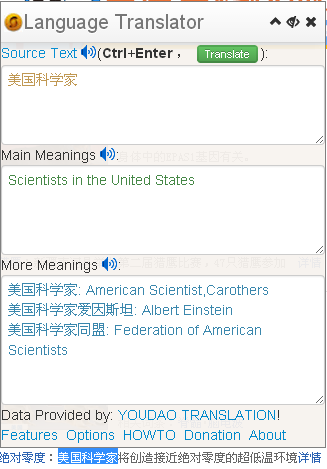 Language Translator
Source Text (Ctrl+Enter , Translate ):
美国科学家
Main Meanings :
Scientists in the United States
More Meanings :
美国科学家: American Scientist,Carothers
美国科学家爱因斯坦: Albert Einstein
美国科学家同盟: Federation of American
Scientists
Data Provided by: YOUDAO TRANSLATION!
Features Options HOWTO Donation About
绝对零度：美国科学家将创造接近绝对零度的超低温环境详情